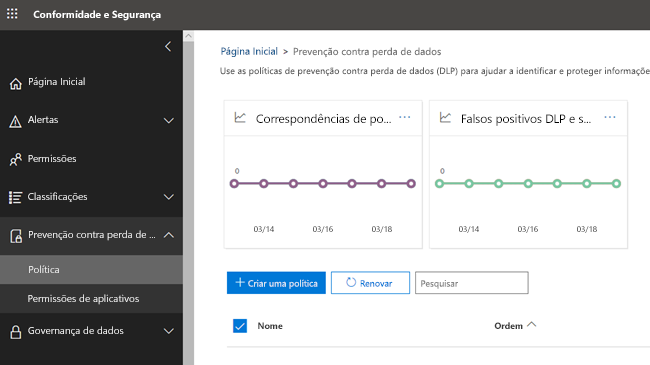 Conformidade e Segurança
Página Inicial
Alertas
Permissões
Classificações
Prevenção contra perda de ...
Política
Permissões de aplicativos
Governança de dados
Página Inicial > Prevenção contra perda de dados
Use as políticas de prevenção contra perda de dados (DLP) para ajudar a identificar e proteger informaçõe
Correspondências de po... ...
0
03/14 03/16 03/18
Falsos positivos DLP e s... ...
0
03/14 03/16 03/18
Criar uma política Renovar Pesquisar
Nome Ordem